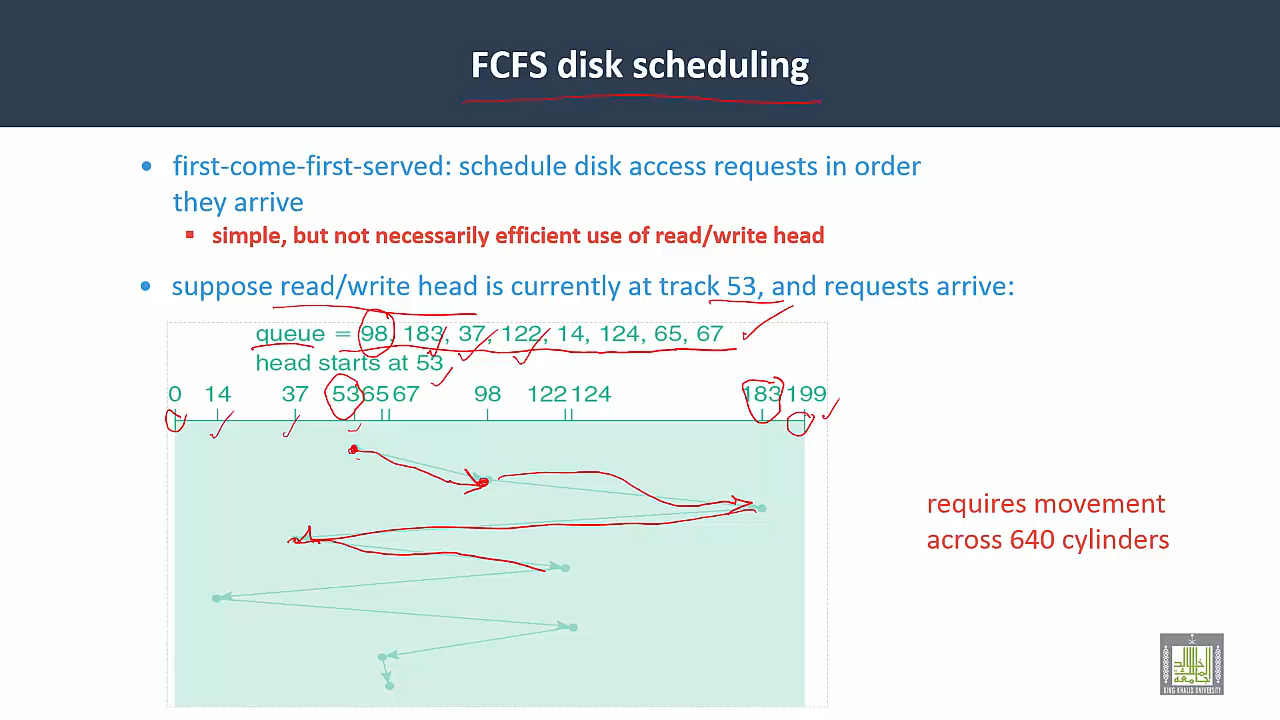 FCFS disk scheduling
• first-come-first-served: schedule disk access requests in order
they arrive
▪ simple, but not necessarily efficient use of read/write head
• suppose read/write head is currently at track 53, and requests arrive:
queue = 98, 183, 37, 122, 14, 124, 65, 67
head starts at 53
0 14 37 53 65 67 98 122 124 183 199
requires movement
across 640 cylinders
KING KHALID UNIVERSITY